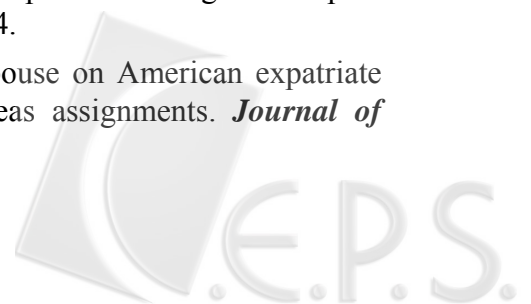 4.
ouse on American expatriate
eas assignments. Journal of
C.E.P.S.